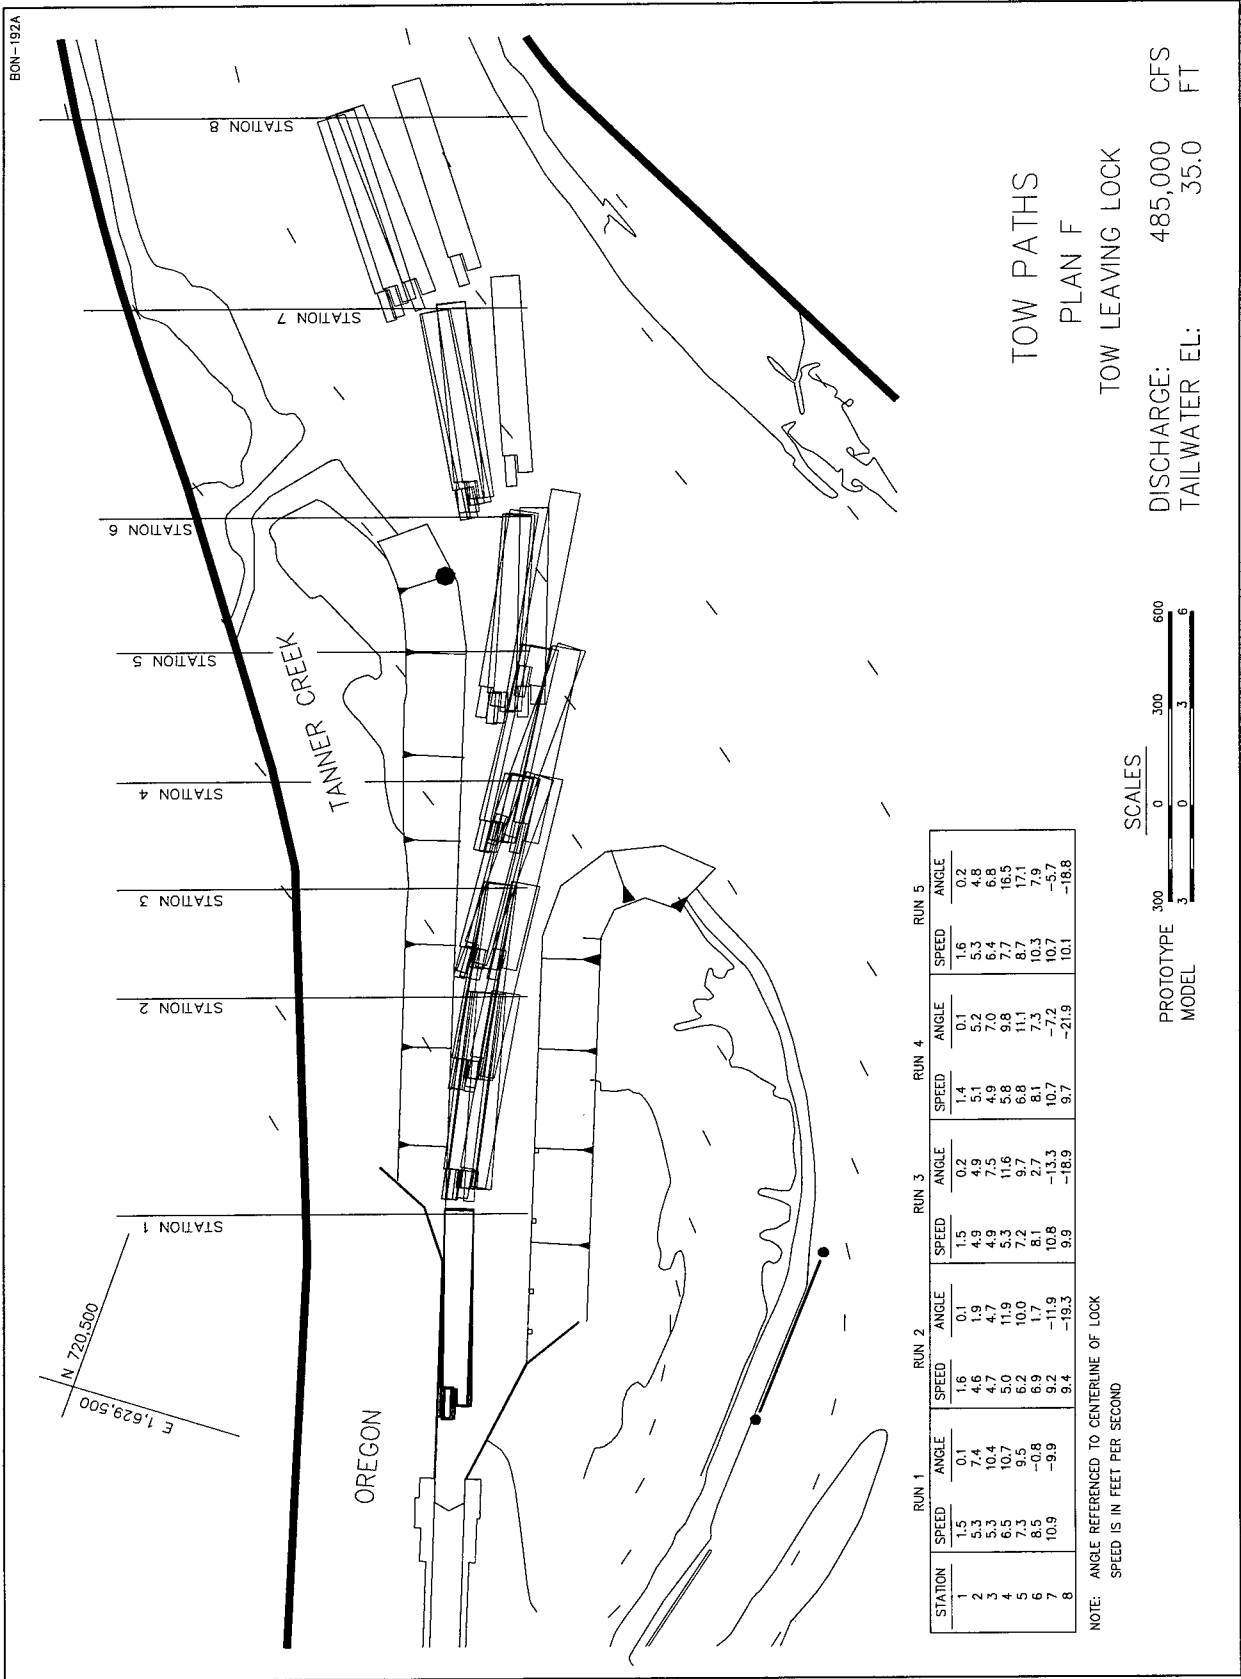 BON-192A
STATION 1
STATION 2
STATION 3
STATION 4
STATION 5
STATION 6
STATION 7
STATION 8
N 720,500
E 1,629,500
OREGON
TANNER CREEK
TOW PATHS
PLAN F
TOW LEAVING LOCK
DISCHARGE: 485,000 CFS
TAILWATER EL: 35.0 FT
SCALES
PROTOTYPE 300 0 300 600
MODEL 3 0 3 6
RUN 1 RUN 2 RUN 3 RUN 4 RUN 5
STATION SPEED ANGLE SPEED ANGLE SPEED ANGLE SPEED ANGLE SPEED ANGLE
1 1.5 0.1 1.6 0.1 1.5 0.2 1.4 0.1 1.6 0.2
2 5.3 7.4 4.6 1.9 4.9 4.9 5.1 5.2 5.3 4.8
3 5.3 10.4 4.7 4.7 4.9 7.5 4.9 7.0 6.4 6.8
4 6.5 10.7 5.0 11.9 5.3 11.6 5.8 9.8 7.7 16.5
5 7.3 9.5 6.2 10.0 7.2 9.7 6.8 11.1 8.7 17.1
6 8.5 -0.8 6.9 1.7 8.1 2.7 8.1 7.3 10.3 7.9
7 10.9 -9.9 9.2 -11.9 10.8 -13.3 10.7 -7.2 10.7 -5.7
8 9.4 -19.3 9.9 -18.9 9.7 -21.9 10.1 -18.8
NOTE: ANGLE REFERENCED TO CENTERLINE OF LOCK
SPEED IS IN FEET PER SECOND